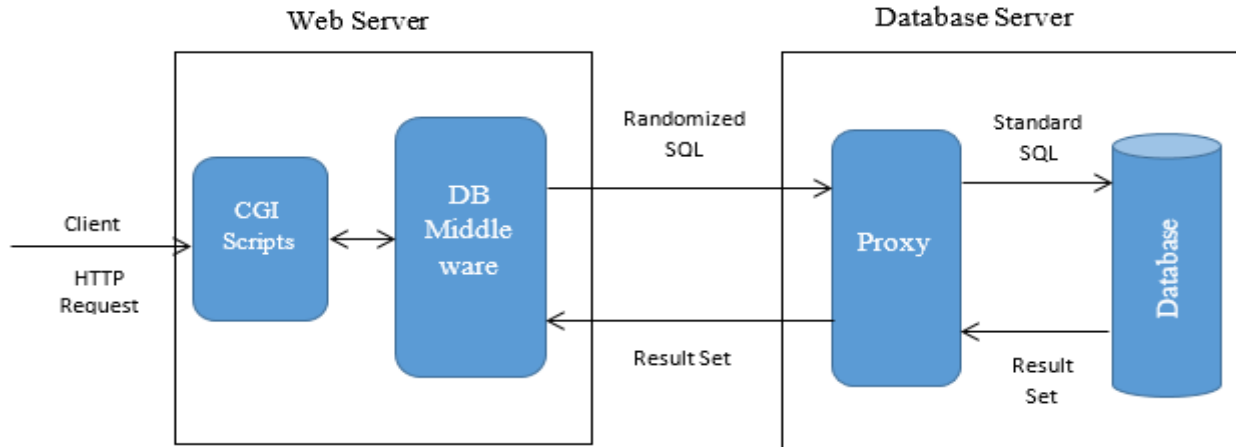 Web Server
Database Server
Client
HTTP
Request
CGI
Scripts
DB
Middle
ware
Randomized
SQL
Result Set
Proxy
Standard
SQL
Result
Set
Database